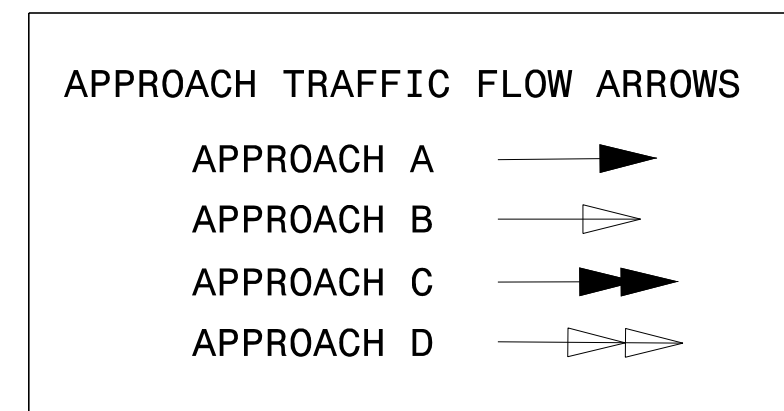 APPROACH TRAFFIC FLOW ARROWS
APPROACH A
APPROACH B
APPROACH C
APPROACH D